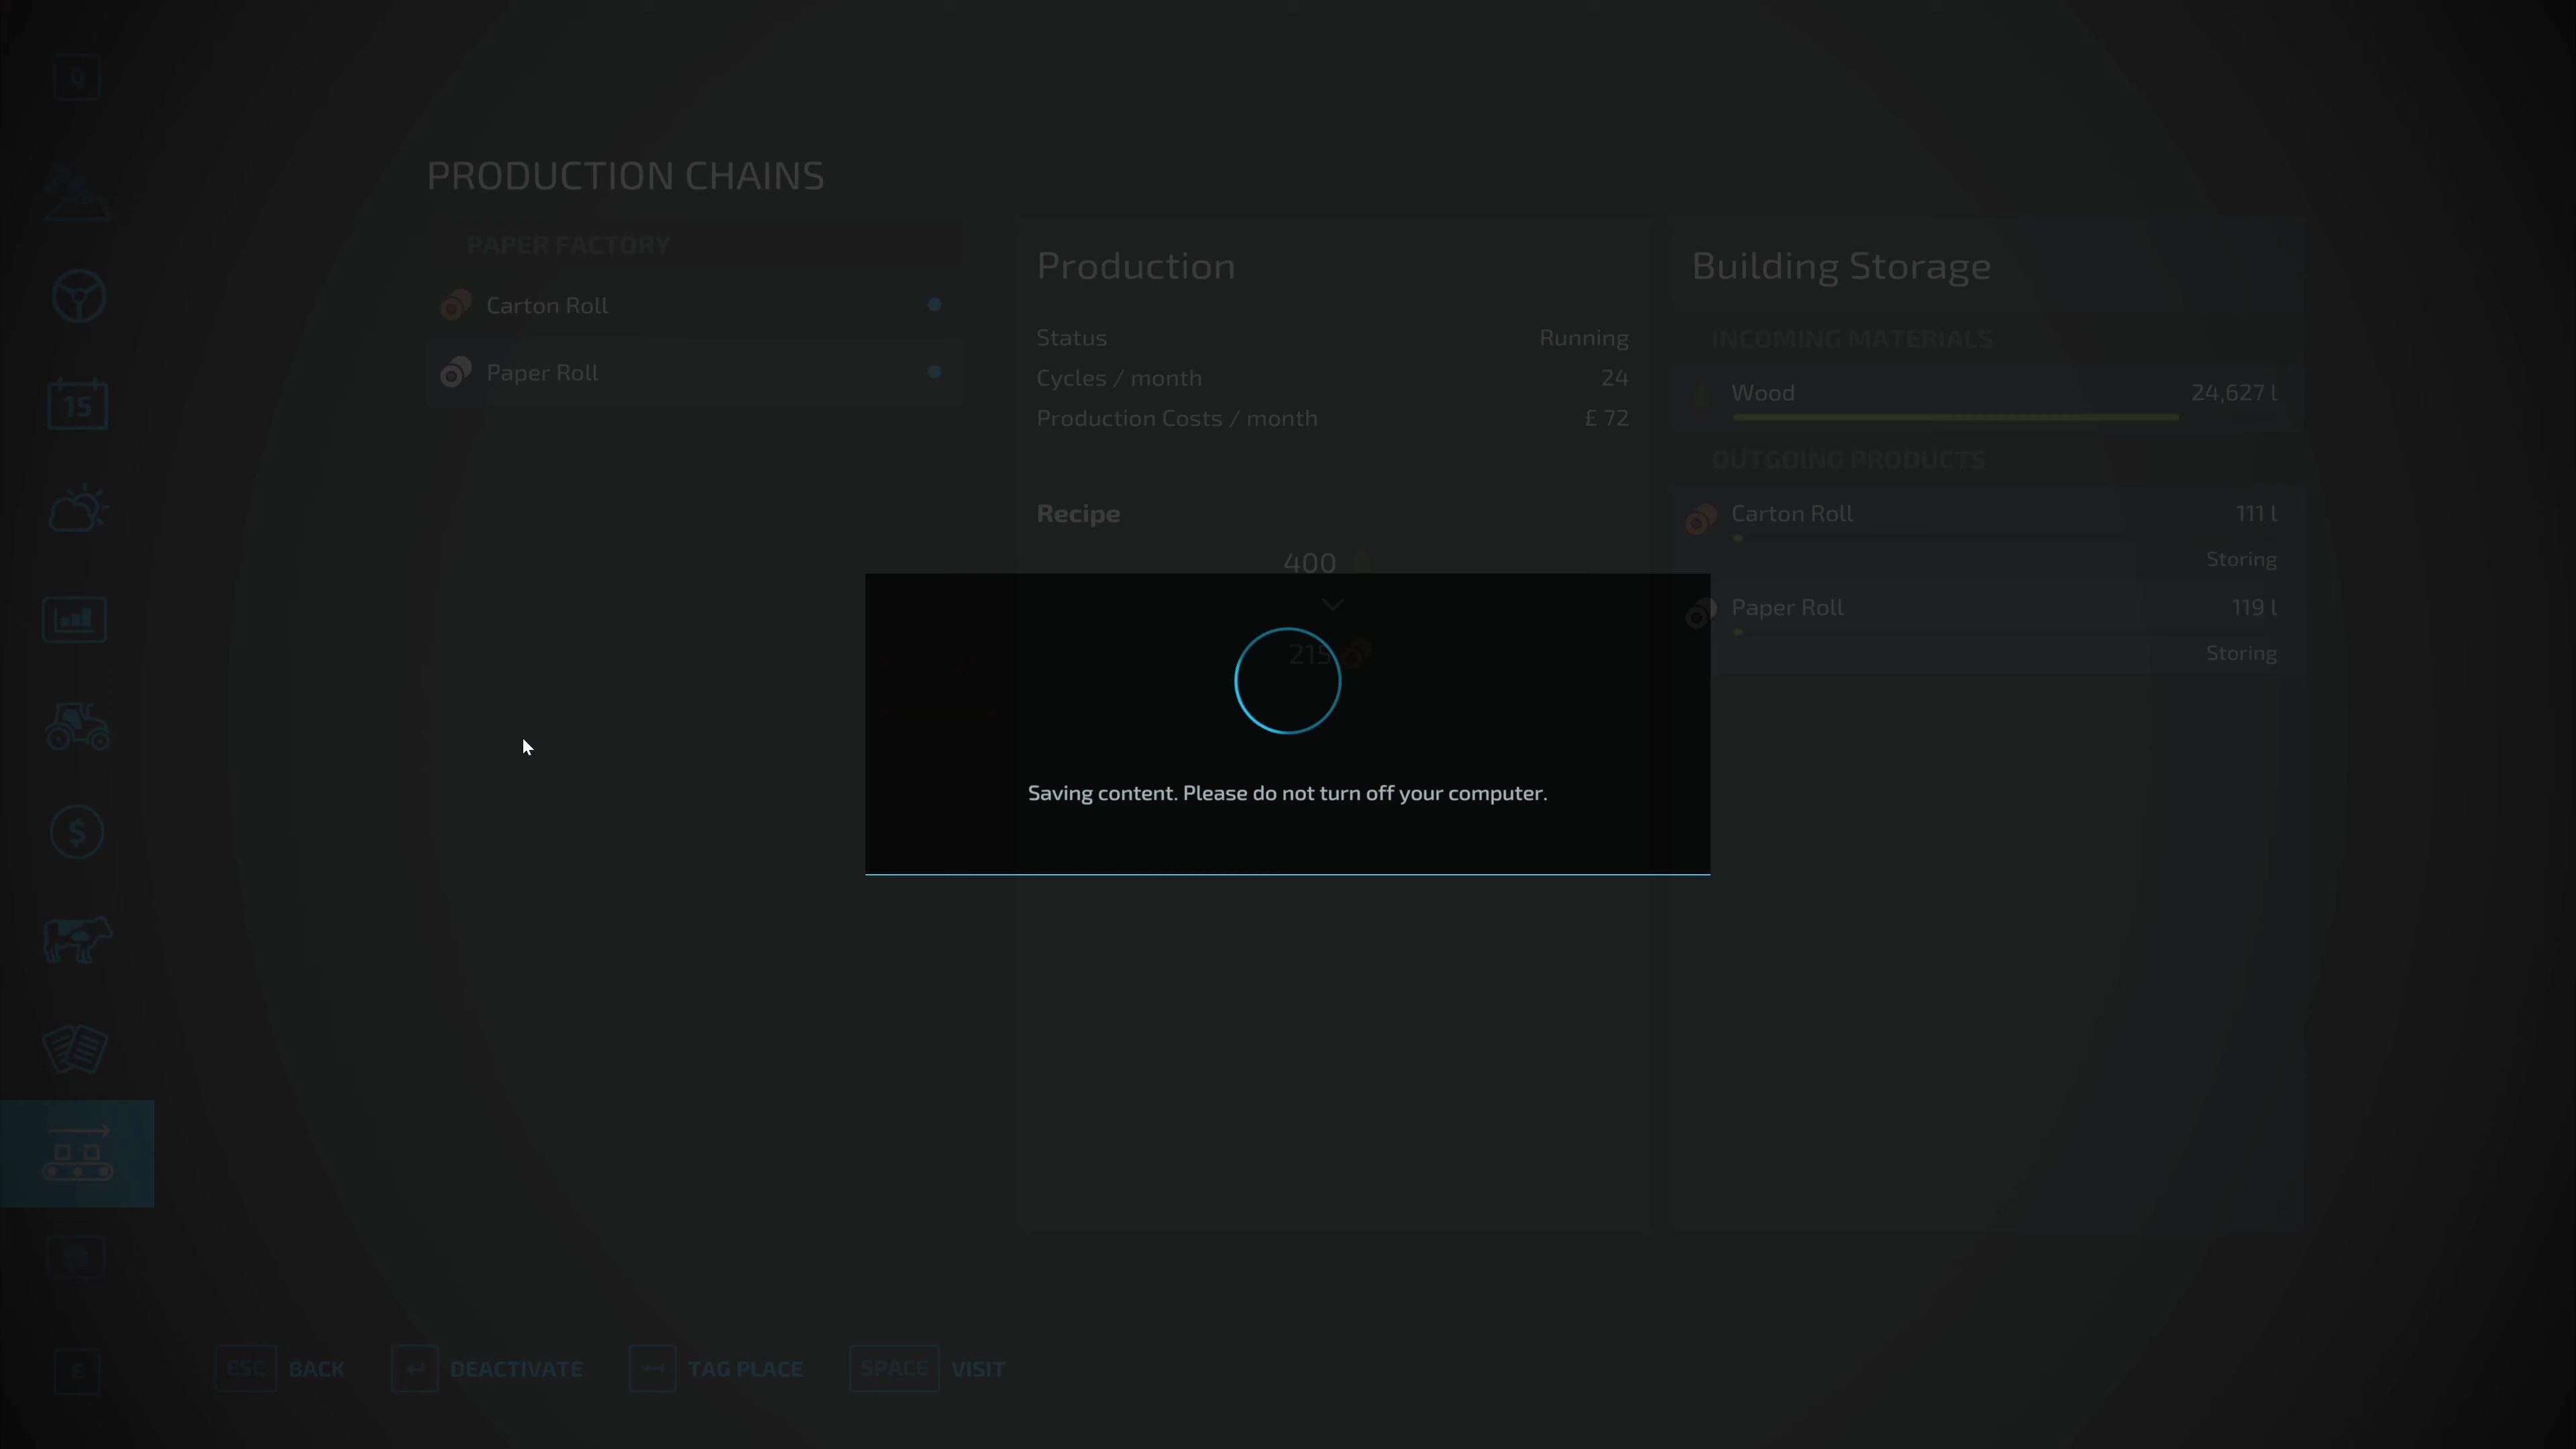 Q
PRODUCTION CHAINS
PAPER FACTORY
Carton Roll
Paper Roll
Production
Status Running
Cycles / month 24
Production Costs / month £ 72
Recipe
400
215
Building Storage
INCOMING MATERIALS
Wood 24,627 l
OUTGOING PRODUCTS
Carton Roll 111 l
Storing
Paper Roll 119 l
Storing
15
$
Saving content. Please do not turn off your computer.
E
ESC BACK
DEACTIVATE
TAG PLACE
SPACE VISIT